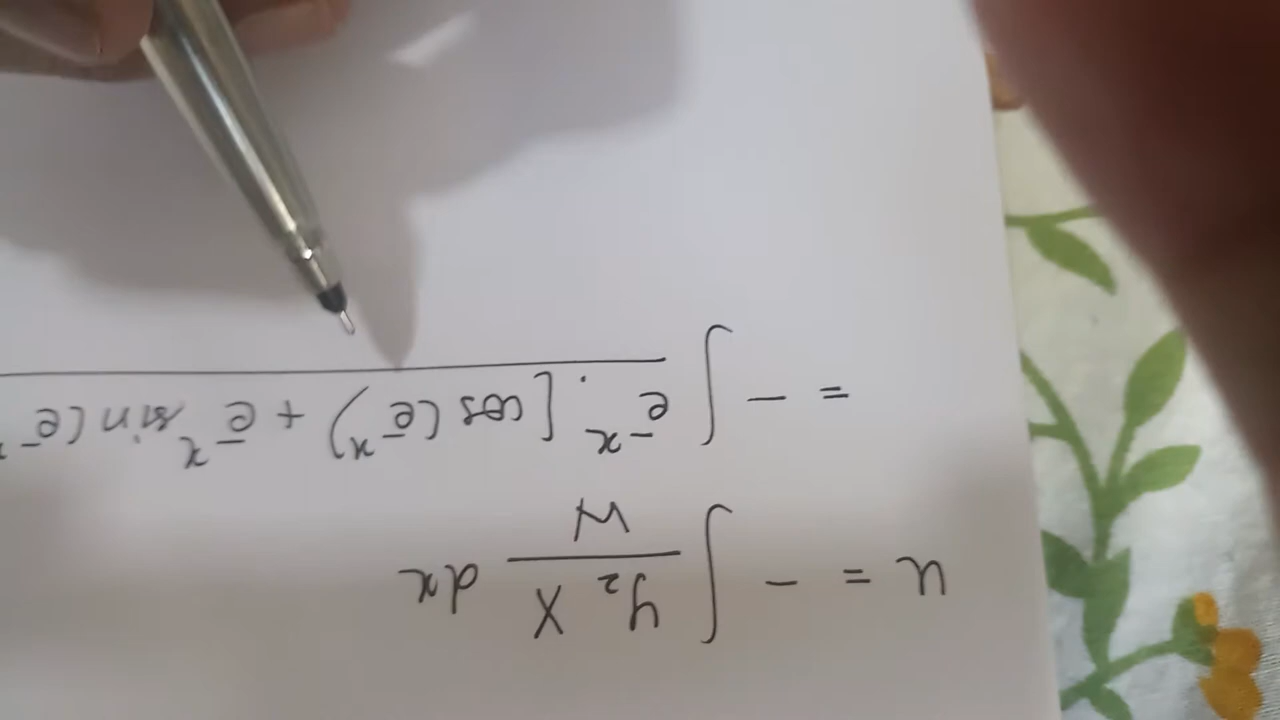 u = - ∫ y₂ X / W dx
= - ∫ e⁻ˣ · [cos(e⁻ˣ) + e⁻ˣ sin(e⁻